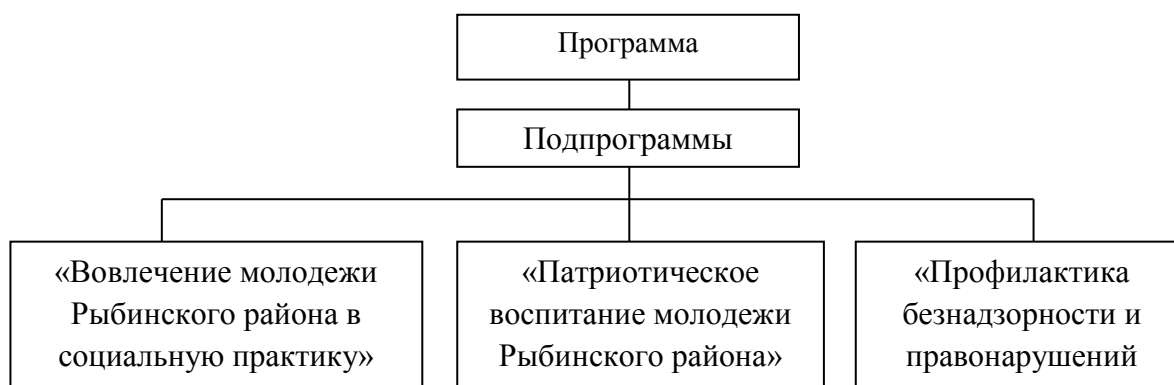 Программа
Подпрограммы
«Вовлечение молодежи
Рыбинского района в
социальную практику»
«Патриотическое
воспитание молодежи
Рыбинского района»
«Профилактика
безнадзорности и
правонарушений